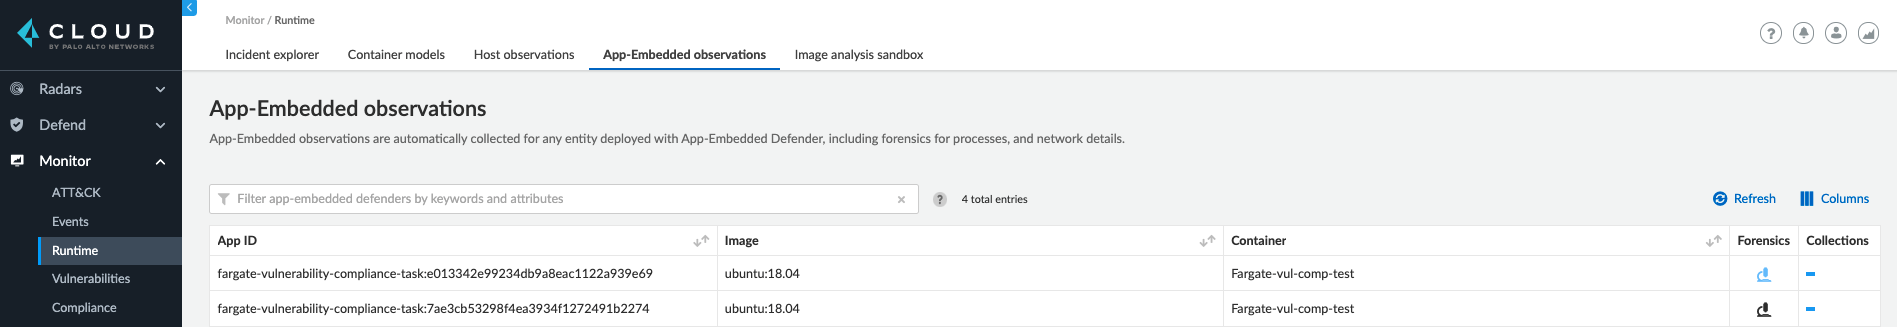 CLOUD
BY PALO ALTO NETWORKS
Radars
Defend
Monitor
ATT&CK
Events
Runtime
Vulnerabilities
Compliance
Monitor / Runtime
Incident explorer Container models Host observations App-Embedded observations Image analysis sandbox
App-Embedded observations
App-Embedded observations are automatically collected for any entity deployed with App-Embedded Defender, including forensics for processes, and network details.
Filter app-embedded defenders by keywords and attributes × ? 4 total entries Refresh Columns
App ID Image Container Forensics Collections
fargate-vulnerability-compliance-task:e013342e99234db9a8eac1122a939e69 ubuntu:18.04 Fargate-vul-comp-test
fargate-vulnerability-compliance-task:7ae3cb53298f4ea3934f1272491b2274 ubuntu:18.04 Fargate-vul-comp-test